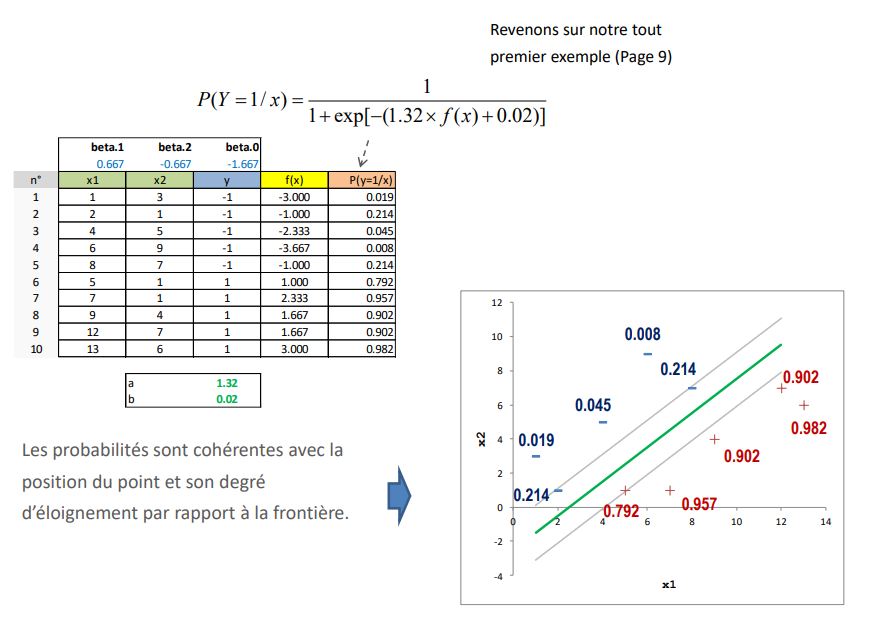 Revenons sur notre tout
premier exemple (Page 9)
P(Y = 1/ x) = 1 / 1+exp[−(1.32× f(x)+0.02)]
beta.1 beta.2 beta.0
0.667 -0.667 -1.667
n° x1 x2 y f(x) P(y=1/x)
1 1 3 -1 -3.000 0.019
2 2 1 -1 -1.000 0.214
3 4 5 -1 -2.333 0.045
4 6 9 -1 -3.667 0.008
5 8 7 -1 -1.000 0.214
6 5 1 1 1.000 0.792
7 7 1 1 2.333 0.957
8 9 4 1 1.667 0.902
9 12 7 1 1.667 0.902
10 13 6 1 3.000 0.982
a 1.32
b 0.02
Les probabilités sont cohérentes avec la
position du point et son degré
d’éloignement par rapport à la frontière.
12
10
8
6
4
2
0
-2
-4
x2
0.008
0.214
0.045
0.019
0.214
0.902
0.982
0.902
0.957
0.792
0 2 4 6 8 10 12 14
x1